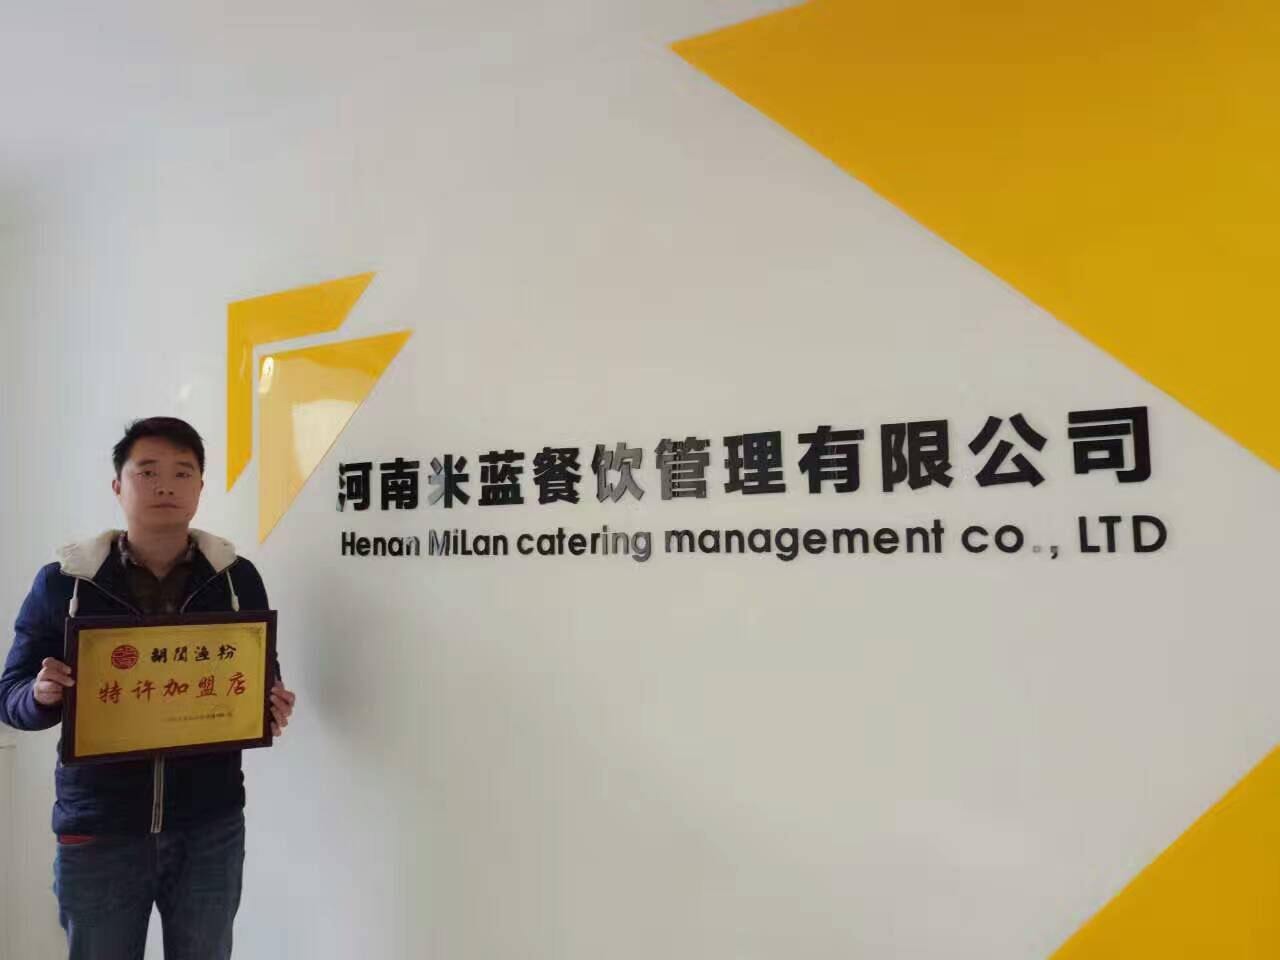 河南米蓝餐饮管理有限公司
Henan MiLan catering management co., LTD
胡閣渔粉
特许加盟店